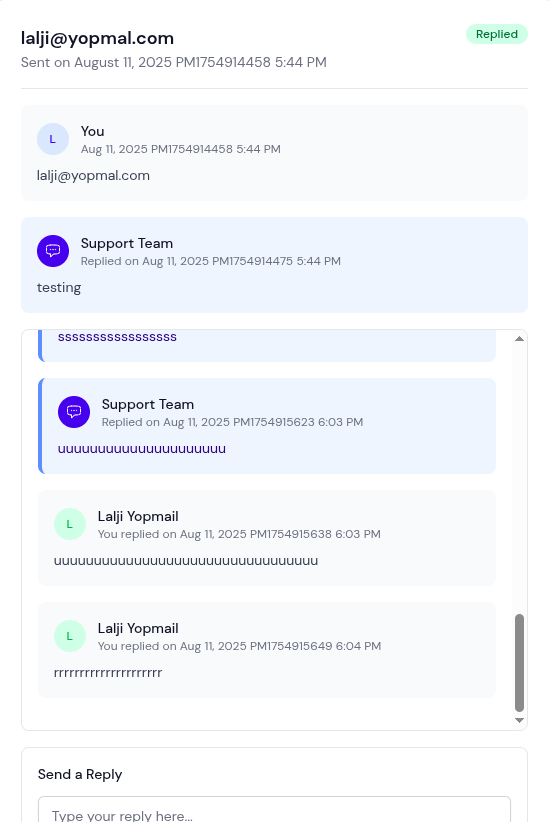 lalji@yopmal.com
Replied
Sent on August 11, 2025 PM1754914458 5:44 PM
L
You
Aug 11, 2025 PM1754914458 5:44 PM
lalji@yopmal.com
Support Team
Replied on Aug 11, 2025 PM1754914475 5:44 PM
testing
sssssssssssssssss
Support Team
Replied on Aug 11, 2025 PM1754915623 6:03 PM
uuuuuuuuuuuuuuuuuuuuu
L
Lalji Yopmail
You replied on Aug 11, 2025 PM1754915638 6:03 PM
uuuuuuuuuuuuuuuuuuuuuuuuuuuuuuuuu
L
Lalji Yopmail
You replied on Aug 11, 2025 PM1754915649 6:04 PM
rrrrrrrrrrrrrrrrrrrrr
Send a Reply
Type your reply here...